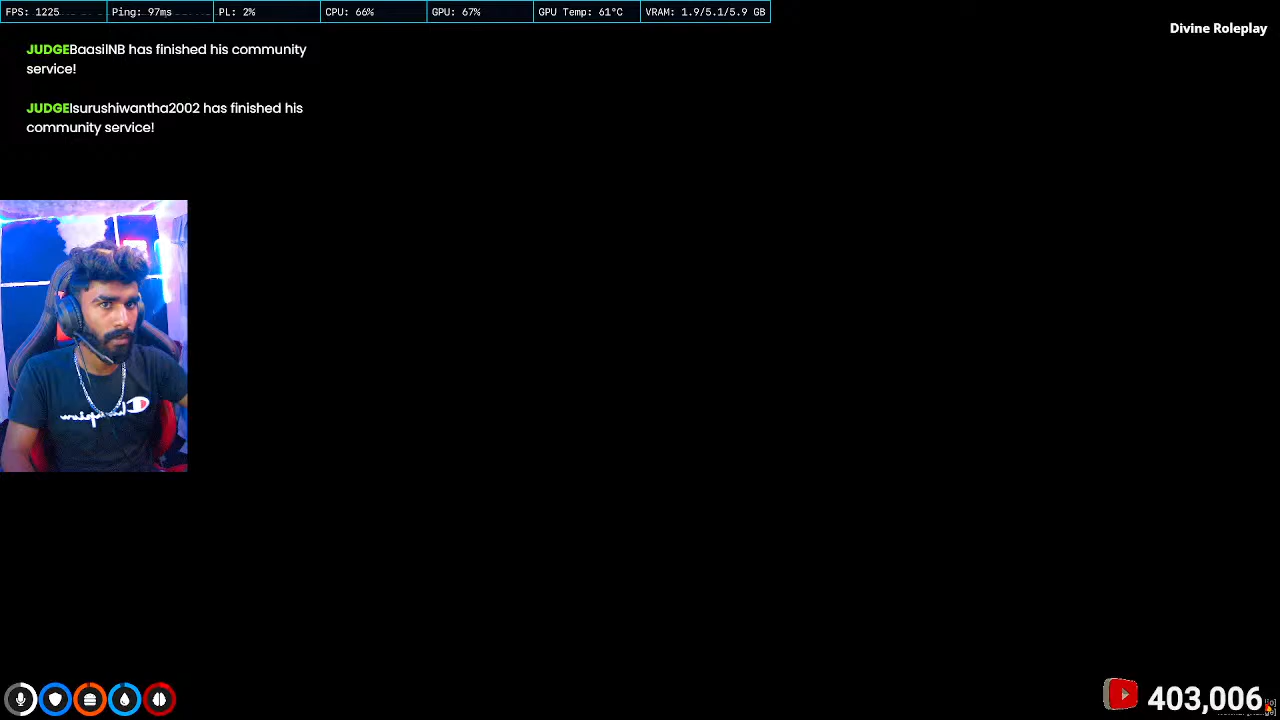 FPS: 1225 Ping: 97ms PL: 2% CPU: 66% GPU: 67% GPU Temp: 61°C VRAM: 1.9/5.1/5.9 GB
Divine Roleplay
JUDGEBaasilNB has finished his community
service!
JUDGEIsurushiwantha2002 has finished his
community service!
Champion
403,006